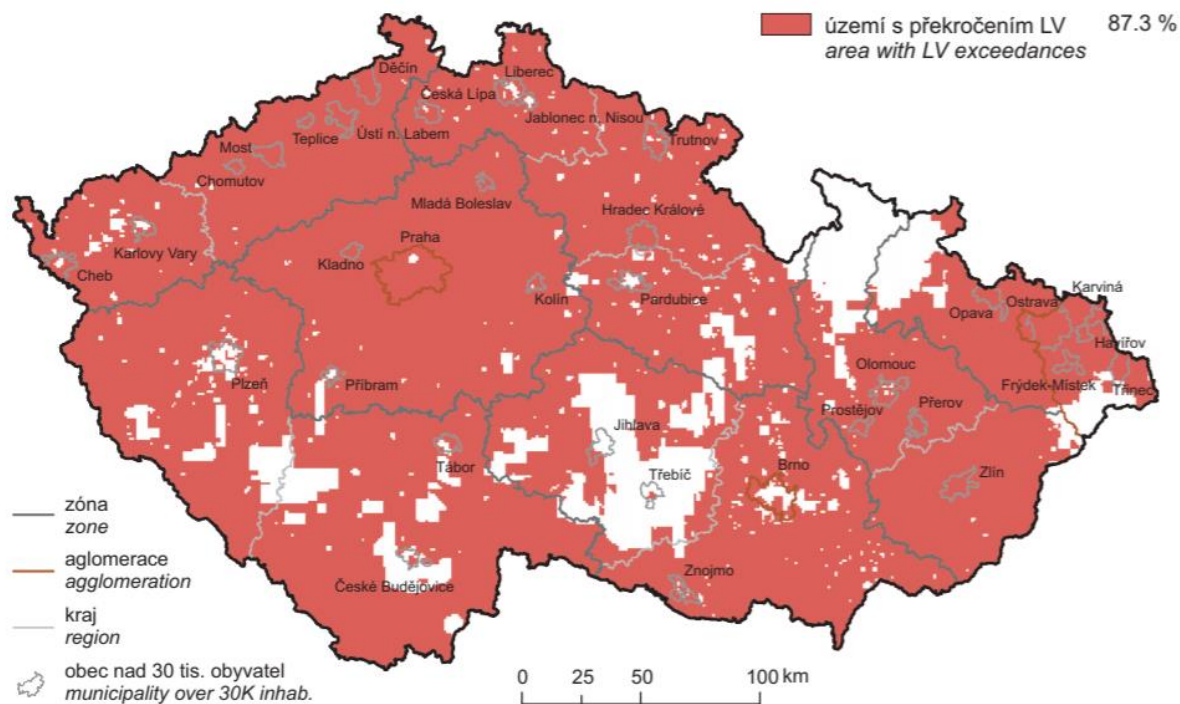 území s překročením LV 87.3 %
area with LV exceedances
Děčín
Liberec
Česká Lípa
Jablonec n. Nisou
Teplice
Ústí n. Labem
Trutnov
Most
Chomutov
Mladá Boleslav
Hradec Králové
Praha
Karlovy Vary
Kladno
Cheb
Kolín
Pardubice
Karviná
Ostrava
Opava
Havířov
Olomouc
Plzeň
Příbram
Frýdek-Místek
Třinec
Prostějov
Přerov
Jihlava
Tábor
Třebíč
Brno
Zlín
České Budějovice
Znojmo
zóna
zone
aglomerace
agglomeration
kraj
region
obec nad 30 tis. obyvatel
municipality over 30K inhab.
0 25 50 100 km